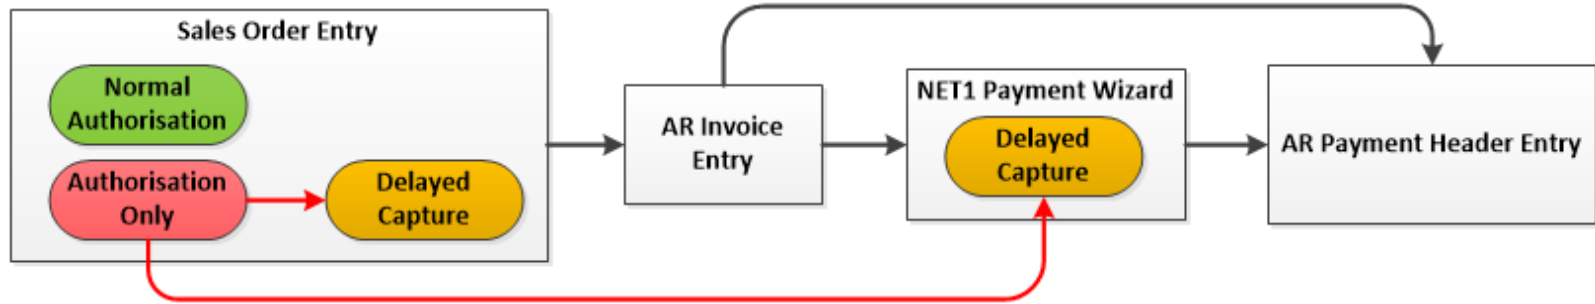 Sales Order Entry
Normal
Authorisation
Authorisation
Only
Delayed
Capture
AR Invoice
Entry
NET1 Payment Wizard
Delayed
Capture
AR Payment Header Entry